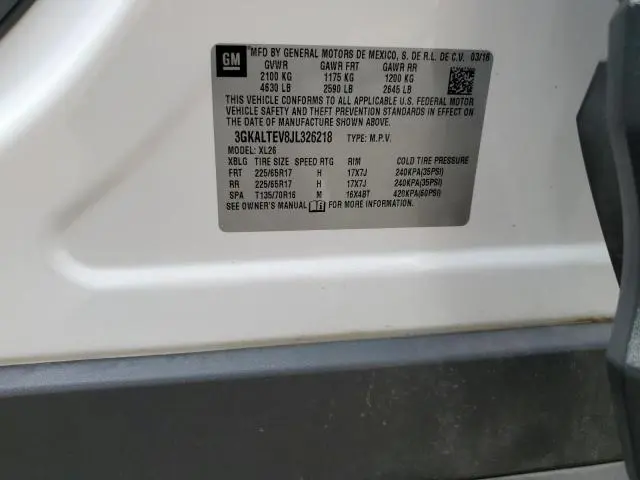 GM MFD BY GENERAL MOTORS DE MEXICO, S. DE R.L. DE C.V. 03/18
GVWR GAWR FRT GAWR RR
2100 KG 1175 KG 1200 KG
4630 LB 2590 LB 2645 LB
THIS VEHICLE CONFORMS TO ALL APPLICABLE U.S. FEDERAL MOTOR
VEHICLE SAFETY AND THEFT PREVENTION STANDARDS IN EFFECT ON
THE DATE OF MANUFACTURE SHOWN ABOVE.
3GKALTEV8JL326218 TYPE: M.P.V.
MODEL: XL26
XBLG TIRE SIZE SPEED RTG RIM COLD TIRE PRESSURE
FRT 225/65R17 H 17X7J 240KPA(35PSI)
RR 225/65R17 H 17X7J 240KPA(35PSI)
SPA T135/70R16 M 16X4BT 420KPA(60PSI)
SEE OWNER'S MANUAL FOR MORE INFORMATION.